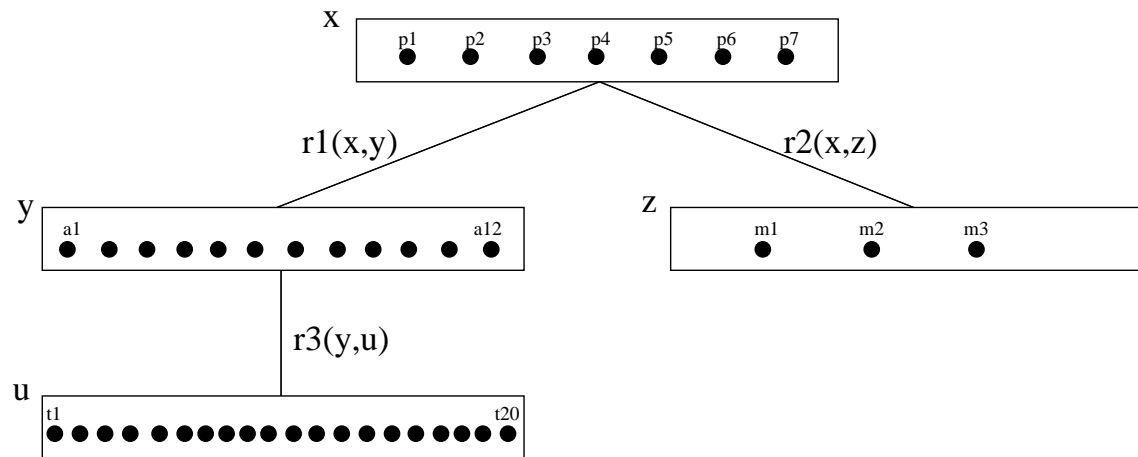 x
p1 p2 p3 p4 p5 p6 p7
r1(x,y) r2(x,z)
y z
a1 a12 m1 m2 m3
r3(y,u)
u
t1 t20